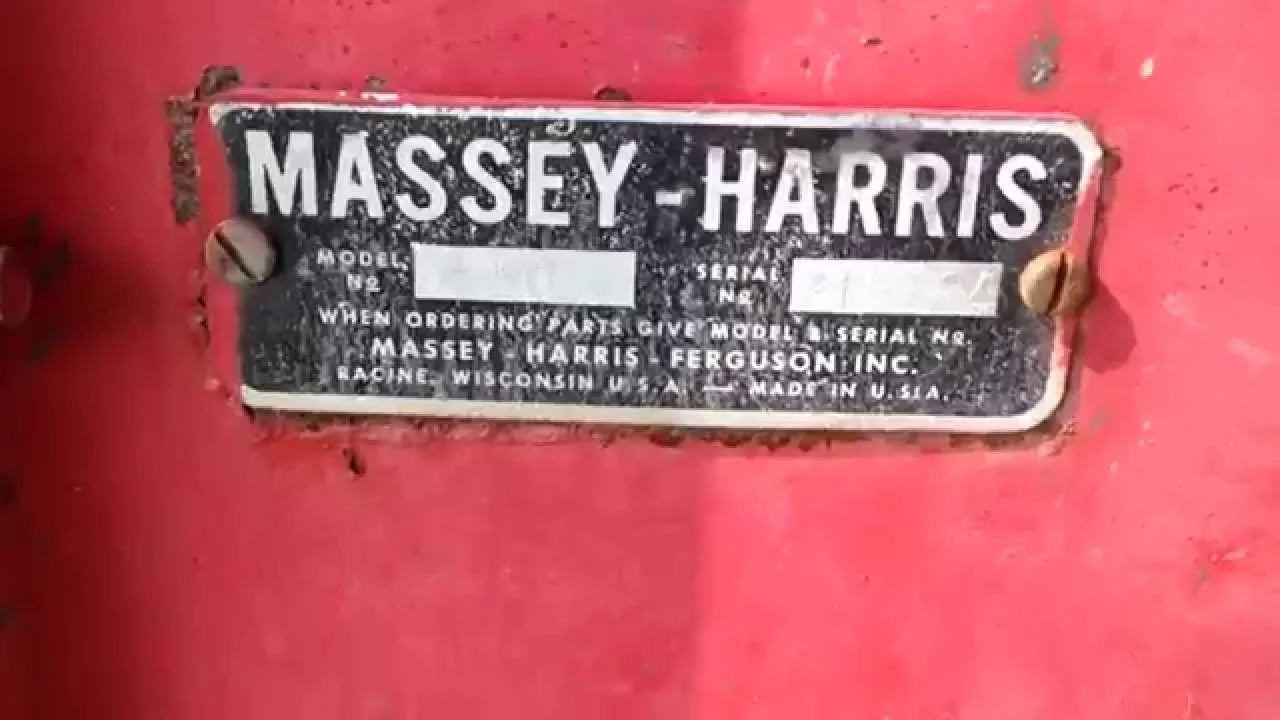 MASSEY-HARRIS
MODEL Nº SERIAL Nº
WHEN ORDERING PARTS GIVE MODEL & SERIAL Nº.
MASSEY-HARRIS-FERGUSON INC.
RACINE, WISCONSIN U.S.A. — MADE IN U.S.A.